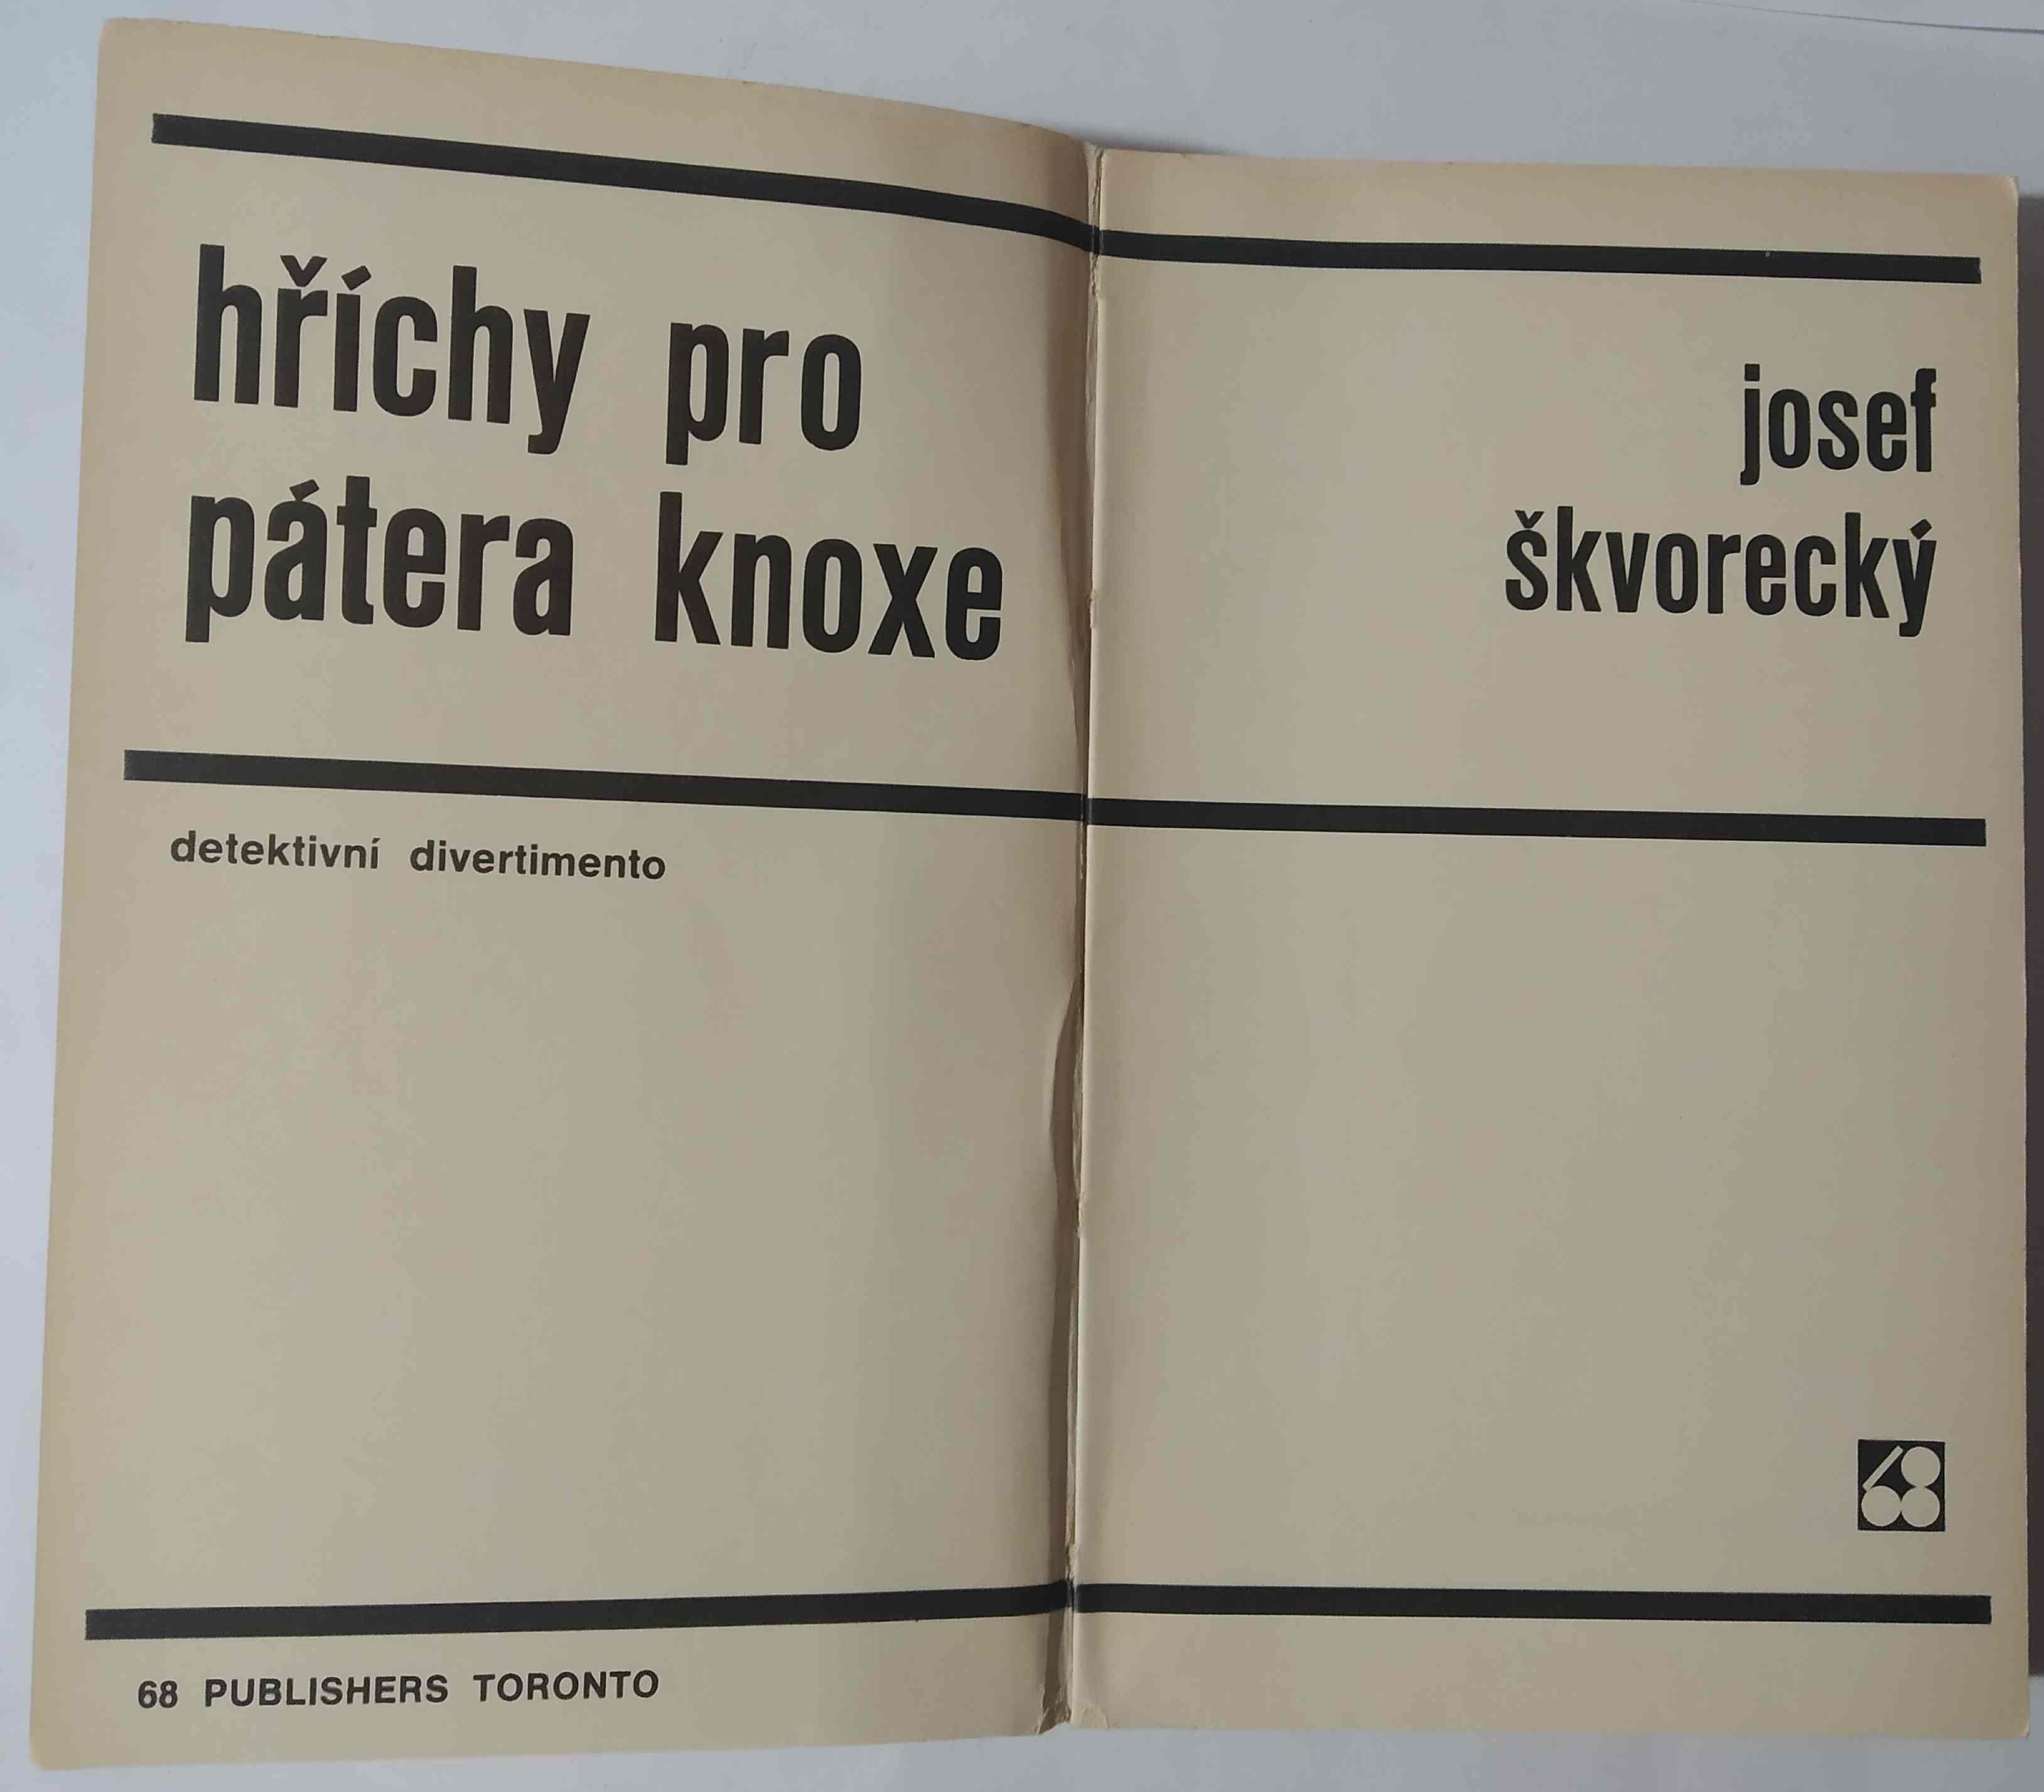 hříchy pro
pátera knoxe
josef
škvorecký
detektivní divertimento
68
68 PUBLISHERS TORONTO